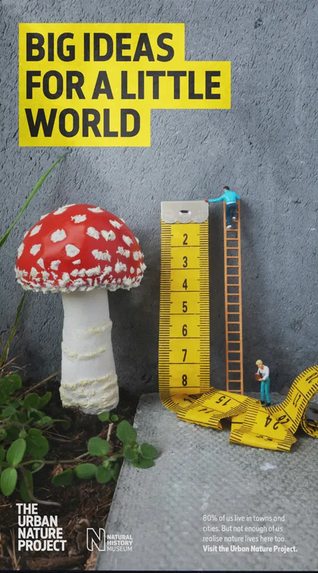 BIG IDEAS
FOR A LITTLE
WORLD
2
3
4
5
6
7
8
15
24
THE
URBAN
NATURE
PROJECT
N NATURAL
HISTORY
MUSEUM
80% of us live in towns and
cities. But not enough of us
realise nature lives here too.
Visit the Urban Nature Project.